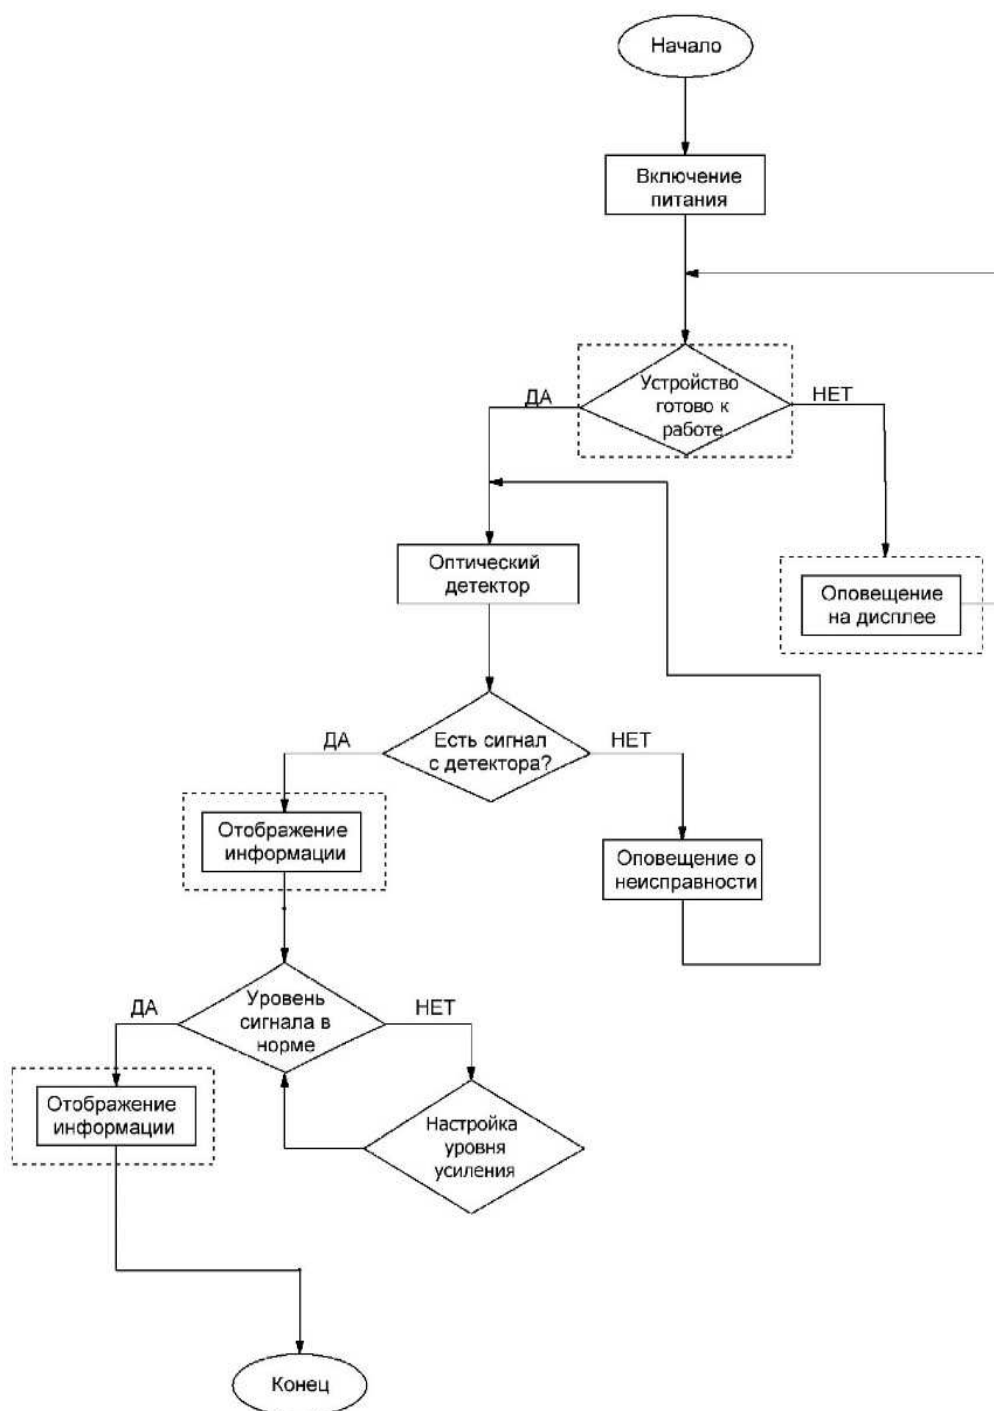 Начало
Включение
питания
Устройство
готово к
работе
ДА
НЕТ
Оптический
детектор
Оповещение
на дисплее
Есть сигнал
с детектора?
ДА
НЕТ
Отображение
информации
Оповещение о
неисправности
Уровень
сигнала в
норме
ДА
НЕТ
Отображение
информации
Настройка
уровня
усиления
Конец